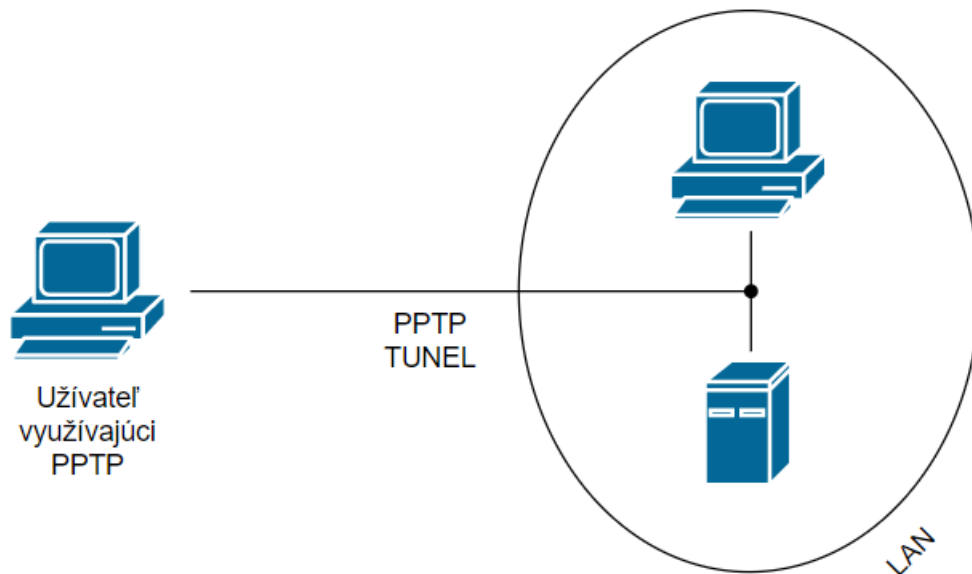 PPTP
TUNEL
Užívateľ
využívajúci
PPTP
LAN